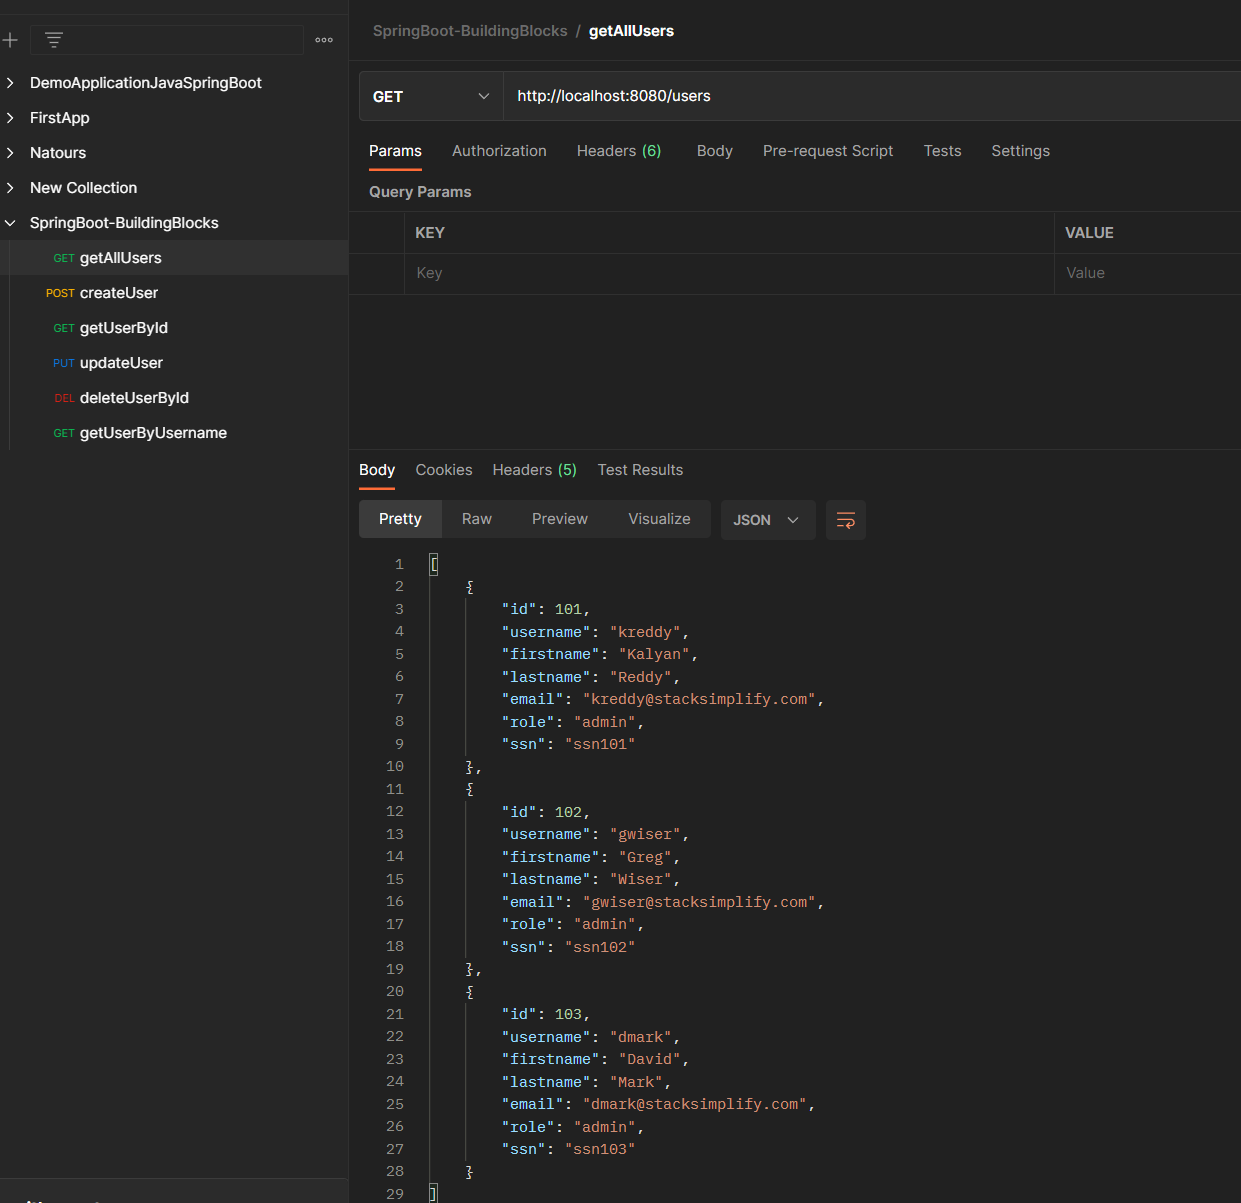 DemoApplicationJavaSpringBoot
FirstApp
Natours
New Collection
SpringBoot-BuildingBlocks
GET getAllUsers
POST createUser
GET getUserById
PUT updateUser
DEL deleteUserById
GET getUserByUsername
SpringBoot-BuildingBlocks / getAllUsers
GET http://localhost:8080/users
Params Authorization Headers (6) Body Pre-request Script Tests Settings
Query Params
KEY VALUE
Key Value
Body Cookies Headers (5) Test Results
Pretty Raw Preview Visualize JSON
1 [
2 {
3 "id": 101,
4 "username": "kreddy",
5 "firstname": "Kalyan",
6 "lastname": "Reddy",
7 "email": "kreddy@stacksimplify.com",
8 "role": "admin",
9 "ssn": "ssn101"
10 },
11 {
12 "id": 102,
13 "username": "gwiser",
14 "firstname": "Greg",
15 "lastname": "Wiser",
16 "email": "gwiser@stacksimplify.com",
17 "role": "admin",
18 "ssn": "ssn102"
19 },
20 {
21 "id": 103,
22 "username": "dmark",
23 "firstname": "David",
24 "lastname": "Mark",
25 "email": "dmark@stacksimplify.com",
26 "role": "admin",
27 "ssn": "ssn103"
28 }
29 ]